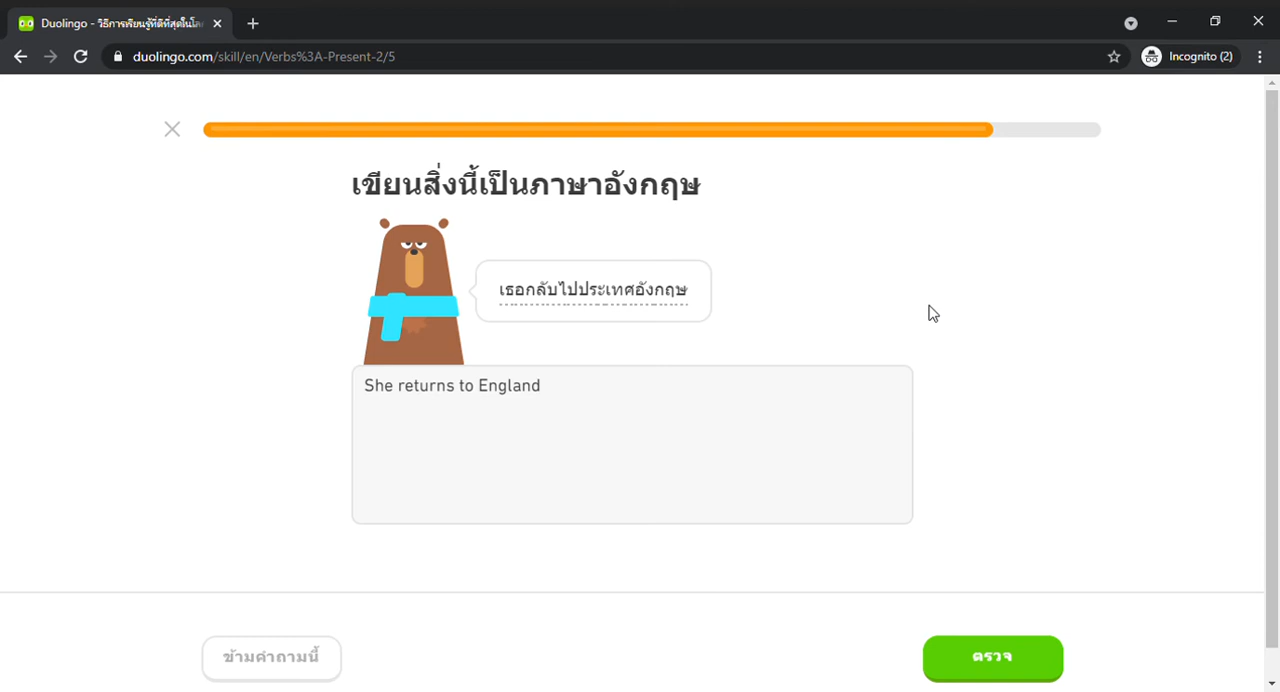 Duolingo - วิธีการเรียนรู้ที่ดีที่สุดในโล
duolingo.com/skill/en/Verbs%3A-Present-2/5
Incognito (2)
เขียนสิ่งนี้เป็นภาษาอังกฤษ
เธอกลับไปประเทศอังกฤษ
She returns to England
ข้ามคำถามนี้
ตรวจ